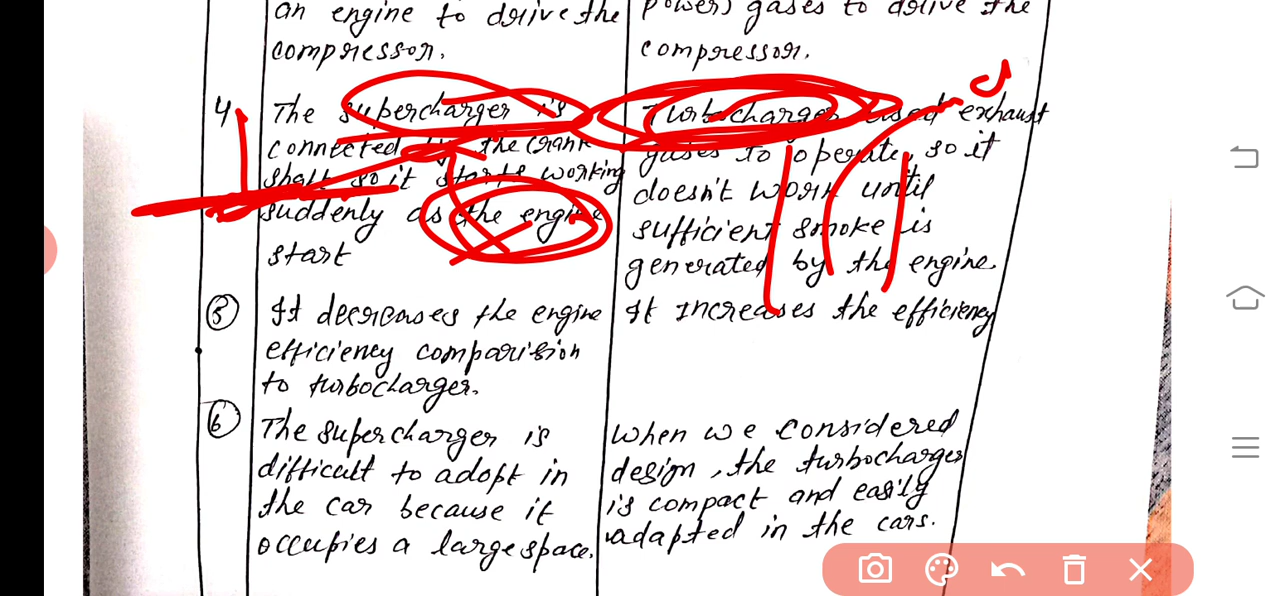 an engine to drive the
compressor.
Powers gases to drive the
compressor.
4.
The supercharger is
connected by the crank
shaft so it starts working
suddenly as the engine
start
Turbocharger used exhaust
gases to operate, so it
doesn't work until
sufficient smoke is
generated by the engine.
5
It decreases the engine
efficiency comparision
to turbocharger.
It increases the efficiency
6
The supercharger is
difficult to adopt in
the car because it
occupies a large space.
When we considered
design, the turbocharger
is compact and easily
adapted in the cars.